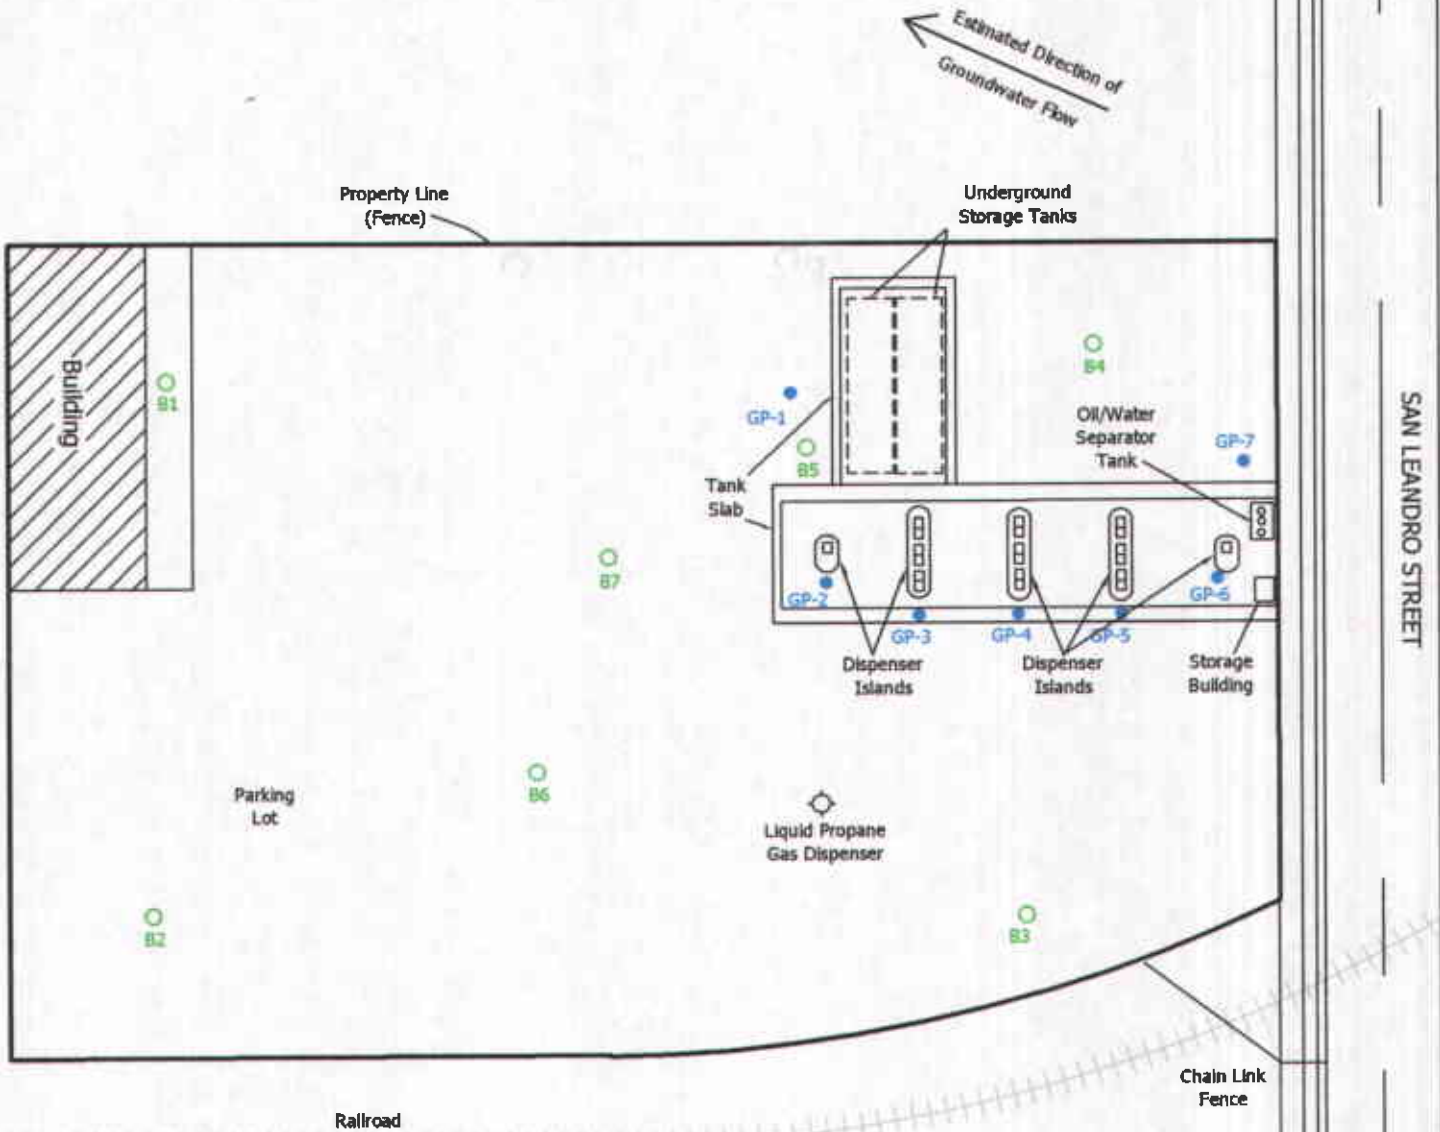 Estimated Direction of
Groundwater Flow
Property Line
(Fence)
Underground
Storage Tanks
Building
B1
B4
GP-1
B5
Oil/Water
Separator
Tank
GP-7
Tank
Slab
SAN LEANDRO STREET
B7
GP-2
GP-3
GP-4
GP-5
GP-6
Dispenser
Islands
Dispenser
Islands
Storage
Building
B6
Parking
Lot
Liquid Propane
Gas Dispenser
B2
B3
Chain Link
Fence
Railroad